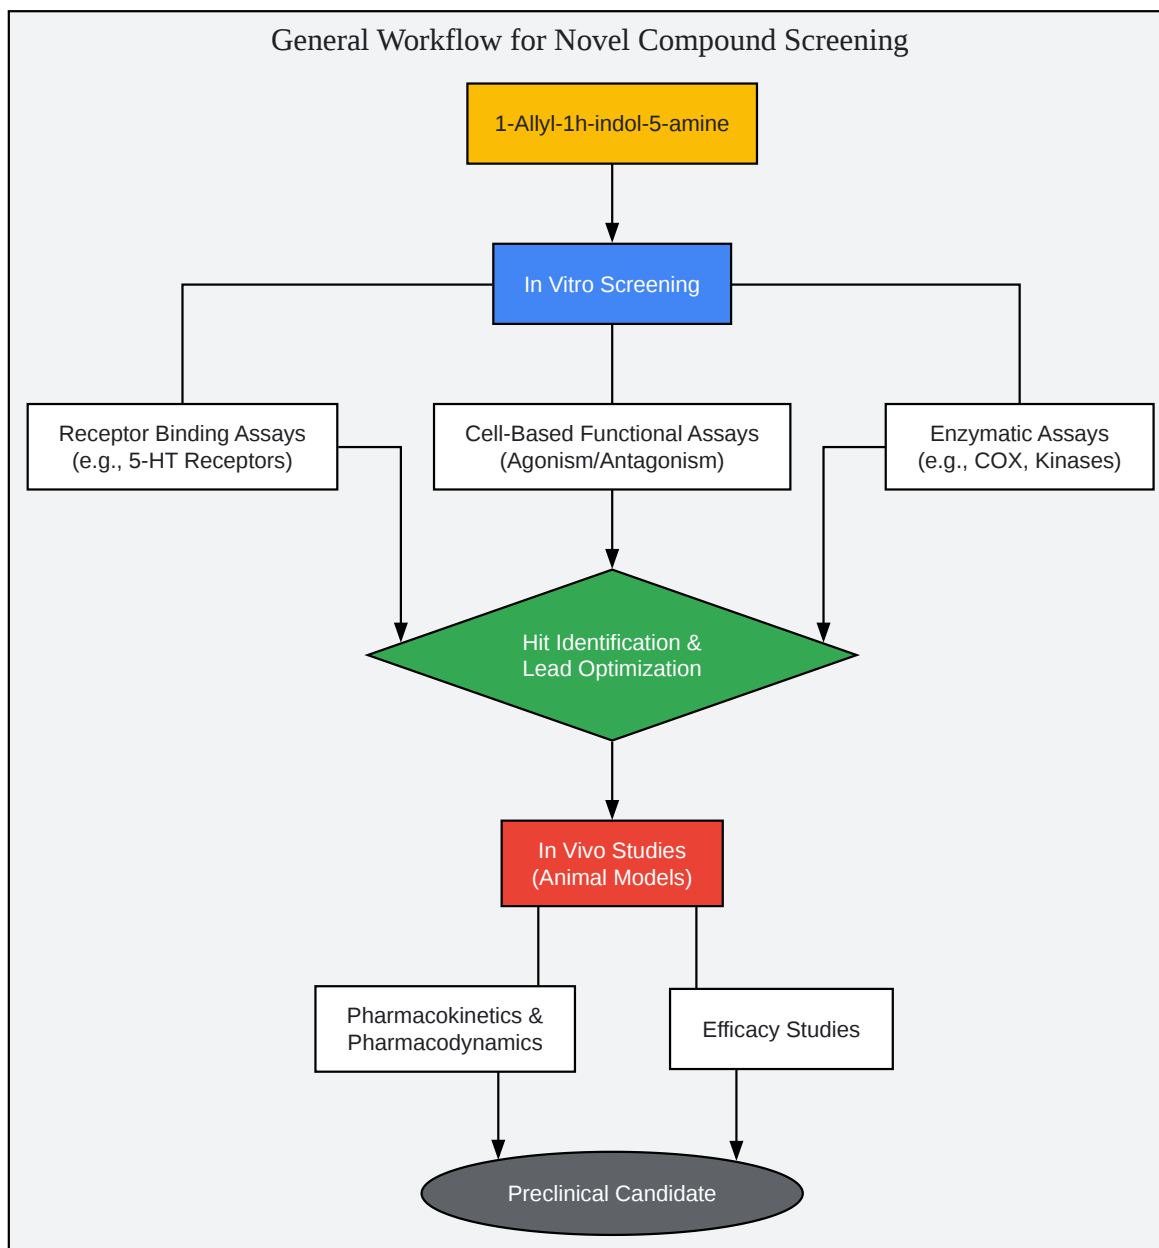 General Workflow for Novel Compound Screening
1-Allyl-1h-indol-5-amine
In Vitro Screening
Receptor Binding Assays
(e.g., 5-HT Receptors)
Cell-Based Functional Assays
(Agonism/Antagonism)
Enzymatic Assays
(e.g., COX, Kinases)
Hit Identification &
Lead Optimization
In Vivo Studies
(Animal Models)
Pharmacokinetics &
Pharmacodynamics
Efficacy Studies
Preclinical Candidate